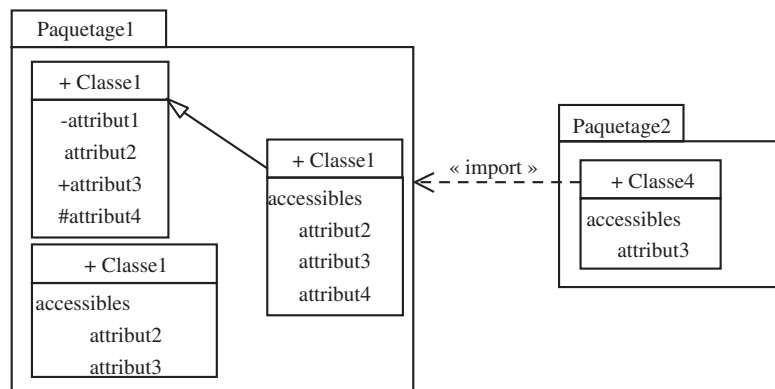 Paquetage1
+ Classe1
-attribut1
attribut2
+attribut3
#attribut4
+ Classe1
accessibles
attribut2
attribut3
attribut4
+ Classe1
accessibles
attribut2
attribut3
« import »
Paquetage2
+ Classe4
accessibles
attribut3